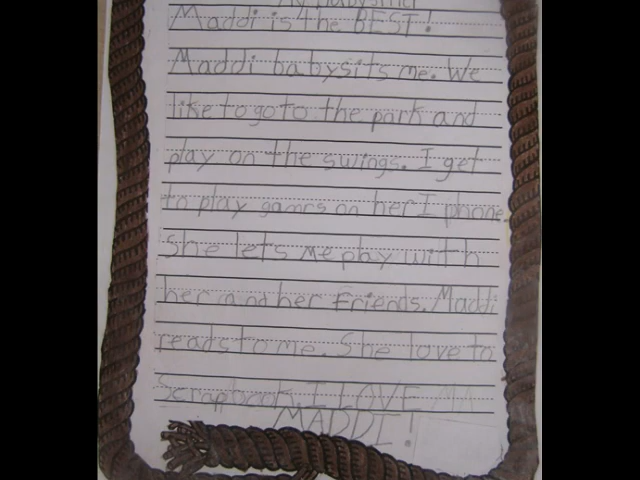 My Babysitter
Maddi is the BEST!
Maddi babysits me. We
like to go to the park and
play on the swings. I get
to play games on her I phone.
She lets me play with
her and her Friends. Maddi
reads to me. She love to
Scrapbook. I LOVE
MADDI!